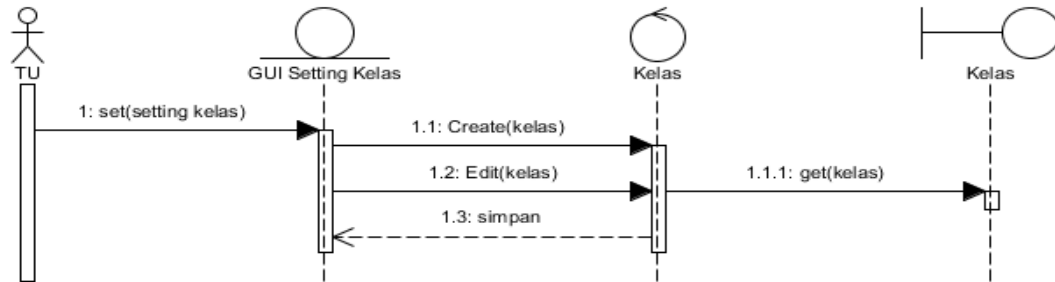 TU
GUI Setting Kelas
Kelas
Kelas
1: set(setting kelas)
1.1: Create(kelas)
1.2: Edit(kelas)
1.1.1: get(kelas)
1.3: simpan